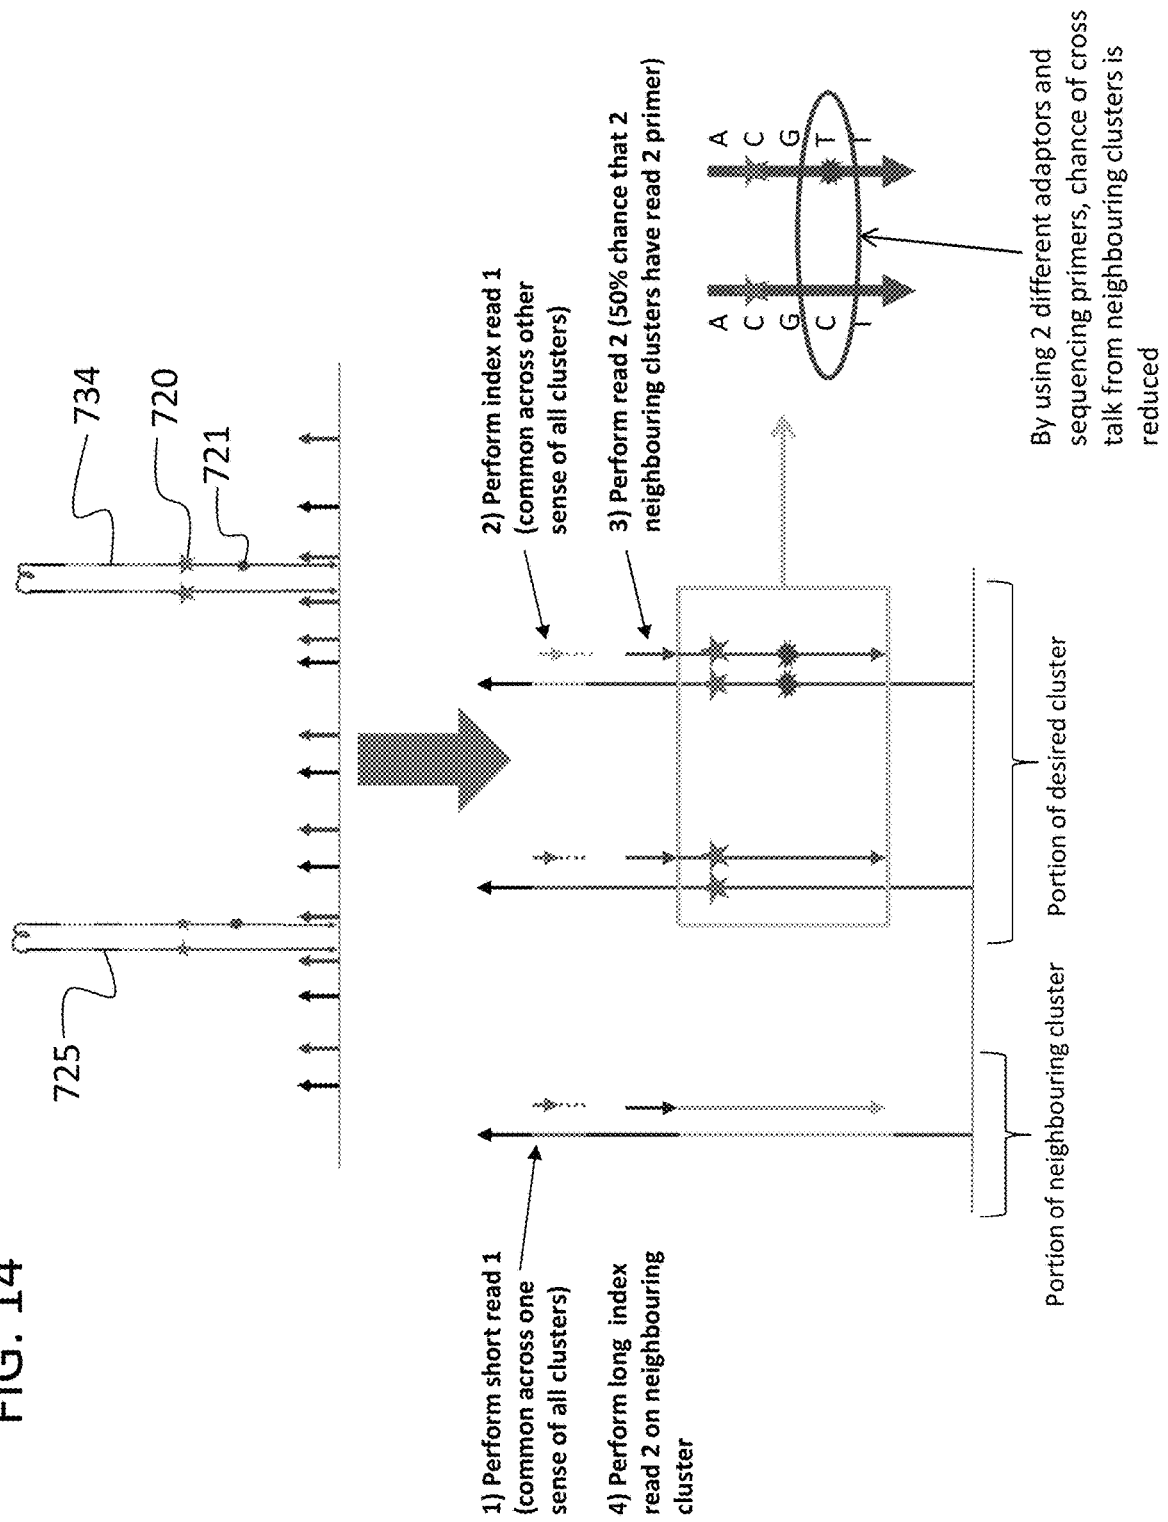 FIG. 14
725
734
720
721
1) Perform short read 1
(common across one
sense of all clusters)
2) Perform index read 1
(common across other
sense of all clusters)
4) Perform long index
read 2 on neighbouring
cluster
3) Perform read 2 (50% chance that 2
neighbouring clusters have read 2 primer)
A C G C T
A C G T T
Portion of neighbouring cluster
Portion of desired cluster
By using 2 different adaptors and
sequencing primers, chance of cross
talk from neighbouring clusters is
reduced